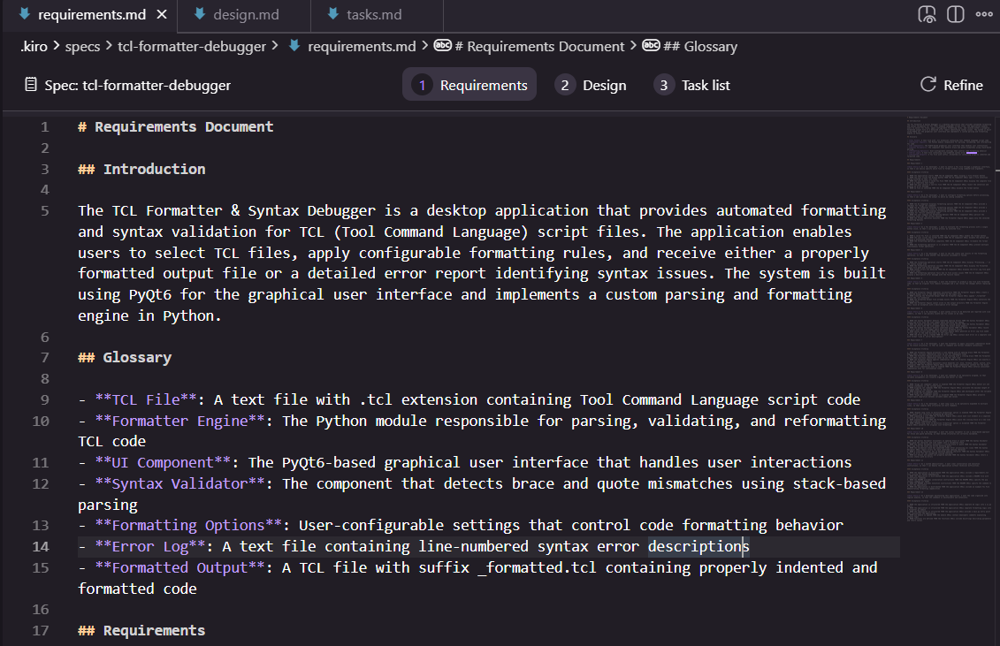 requirements.md
design.md
tasks.md
.kiro > specs > tcl-formatter-debugger > requirements.md > abc # Requirements Document > abc ## Glossary
Spec: tcl-formatter-debugger
1 Requirements
2 Design
3 Task list
Refine
1 # Requirements Document
2
3 ## Introduction
4
5 The TCL Formatter & Syntax Debugger is a desktop application that provides automated formatting
and syntax validation for TCL (Tool Command Language) script files. The application enables
users to select TCL files, apply configurable formatting rules, and receive either a properly
formatted output file or a detailed error report identifying syntax issues. The system is built
using PyQt6 for the graphical user interface and implements a custom parsing and formatting
engine in Python.
6
7 ## Glossary
8
9 - **TCL File**: A text file with .tcl extension containing Tool Command Language script code
10 - **Formatter Engine**: The Python module responsible for parsing, validating, and reformatting
TCL code
11 - **UI Component**: The PyQt6-based graphical user interface that handles user interactions
12 - **Syntax Validator**: The component that detects brace and quote mismatches using stack-based
parsing
13 - **Formatting Options**: User-configurable settings that control code formatting behavior
14 - **Error Log**: A text file containing line-numbered syntax error descriptions
15 - **Formatted Output**: A TCL file with suffix _formatted.tcl containing properly indented and
formatted code
16
17 ## Requirements